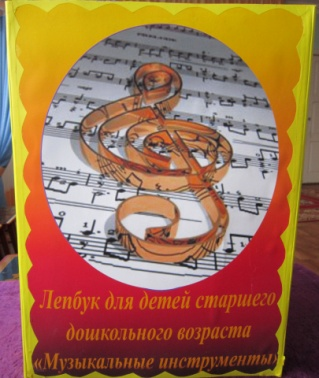 Лепбук для детей старшего
дошкольного возраста
«Музыкальные инструменты»